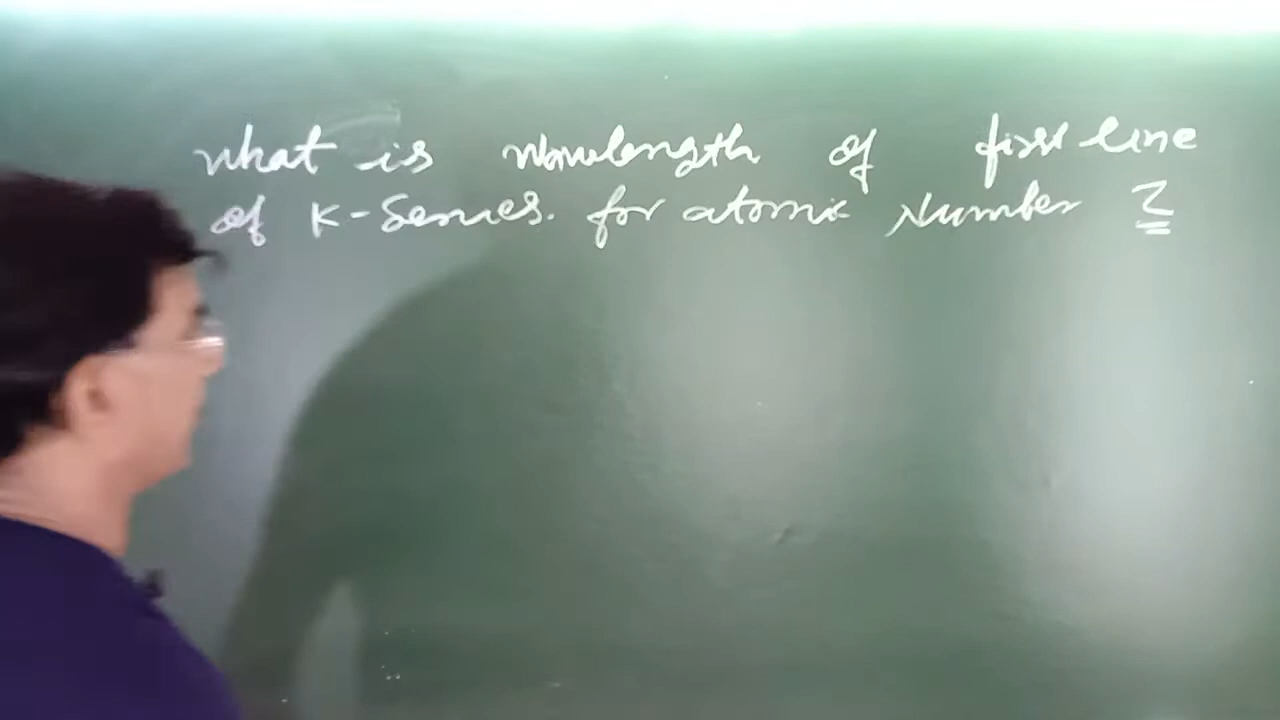 what is wavelength of first line
of K-Series. for atomic Number Z